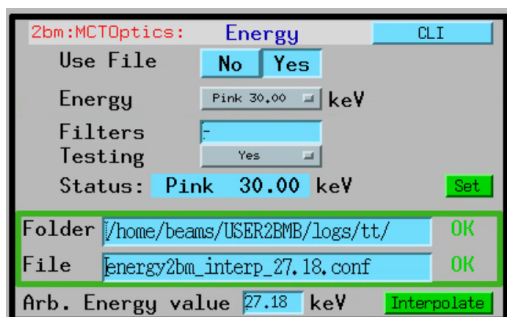 2bm:MCTOptics: Energy CLI
Use File No Yes
Energy Pink 30.00 keV
Filters -
Testing Yes
Status: Pink 30.00 keV Set
Folder /home/beams/USER2BMB/logs/tt/ OK
File energy2bm_interp_27.18.conf OK
Arb. Energy value 27.18 keV Interpolate